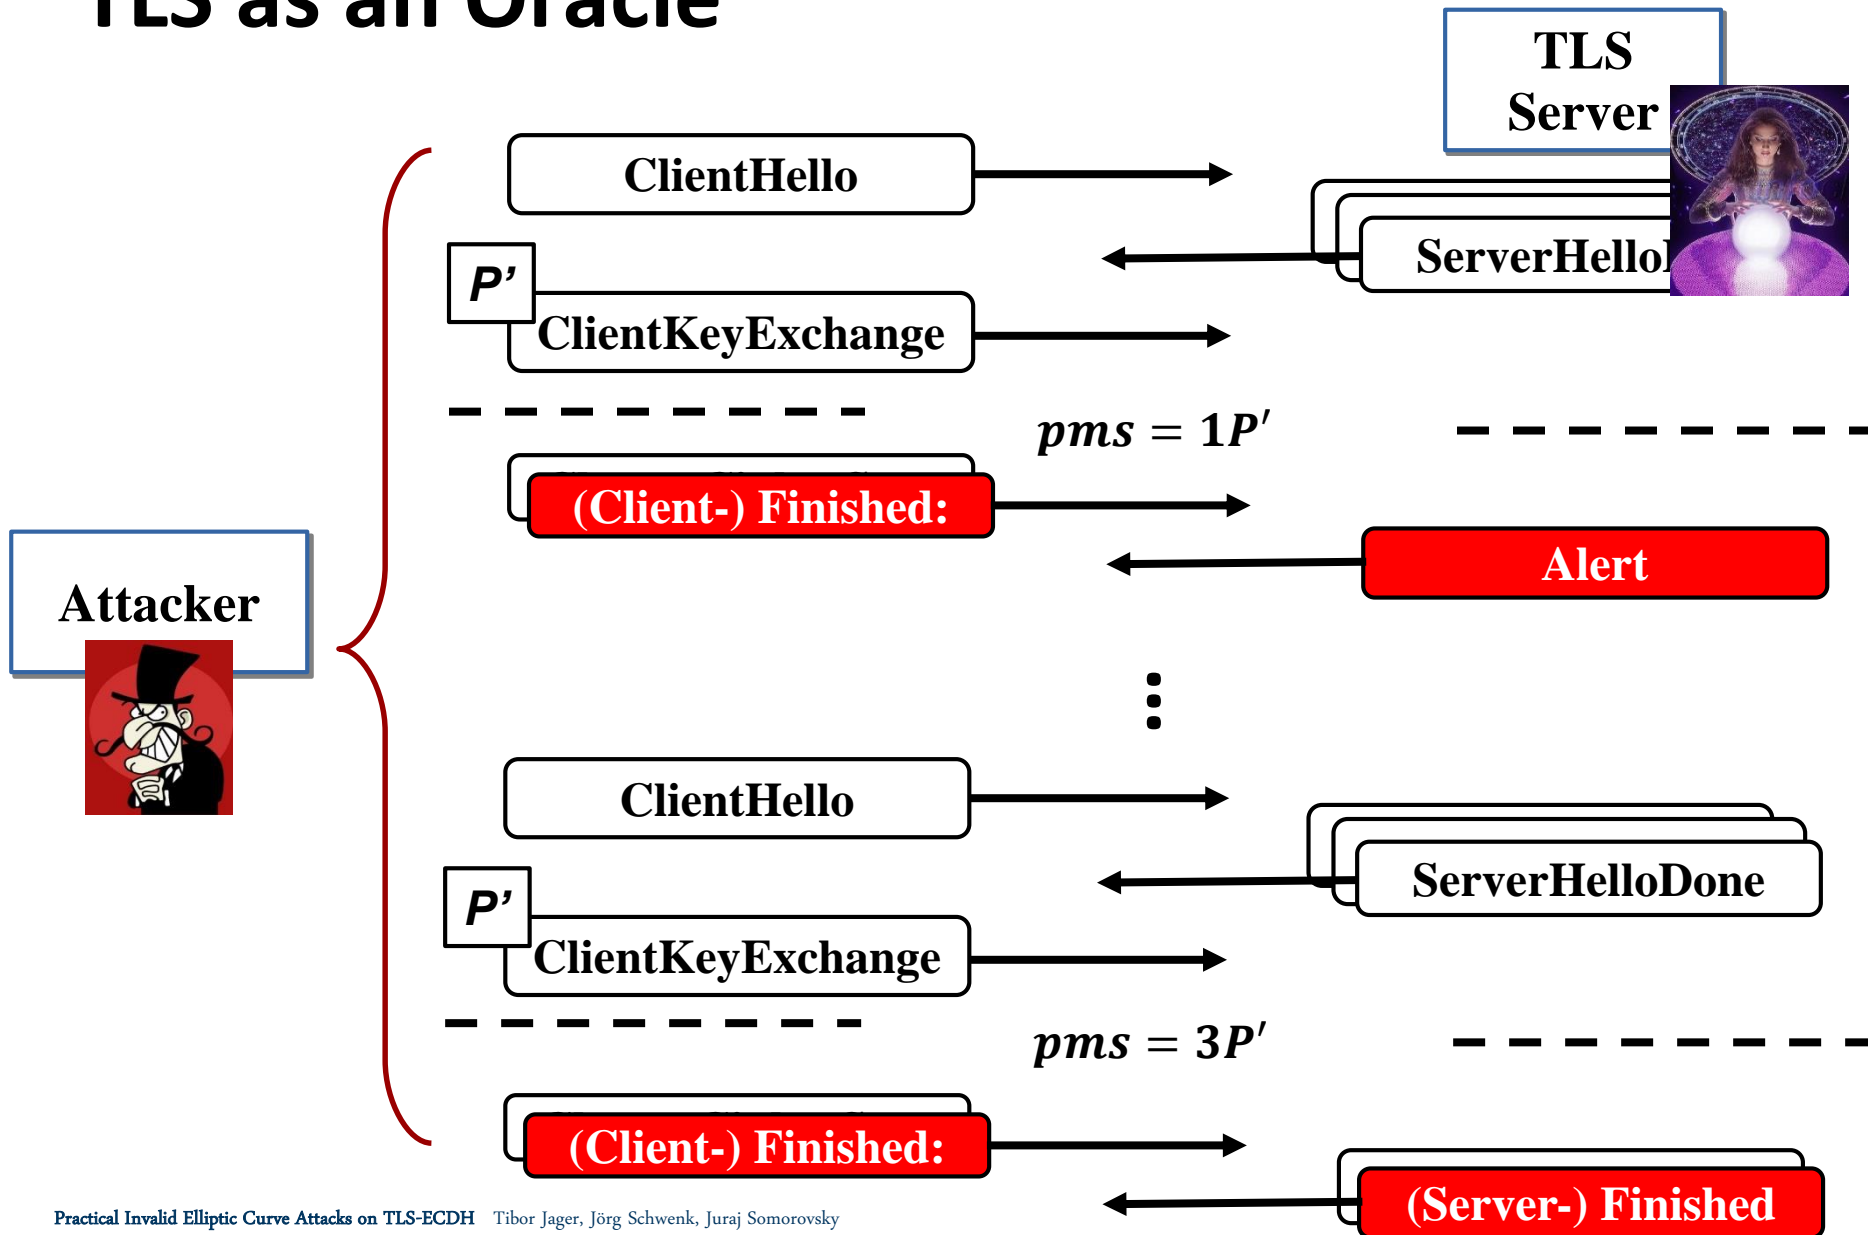 TLS as an Oracle
TLS
Server
ClientHello
P’
ClientKeyExchange
pms = 1P′
(Client-) Finished:
Alert
Attacker
⋮
ClientHello
ServerHelloDone
P’
ClientKeyExchange
pms = 3P′
(Client-) Finished:
(Server-) Finished
Practical Invalid Elliptic Curve Attacks on TLS-ECDH Tibor Jager, Jörg Schwenk, Juraj Somorovsky